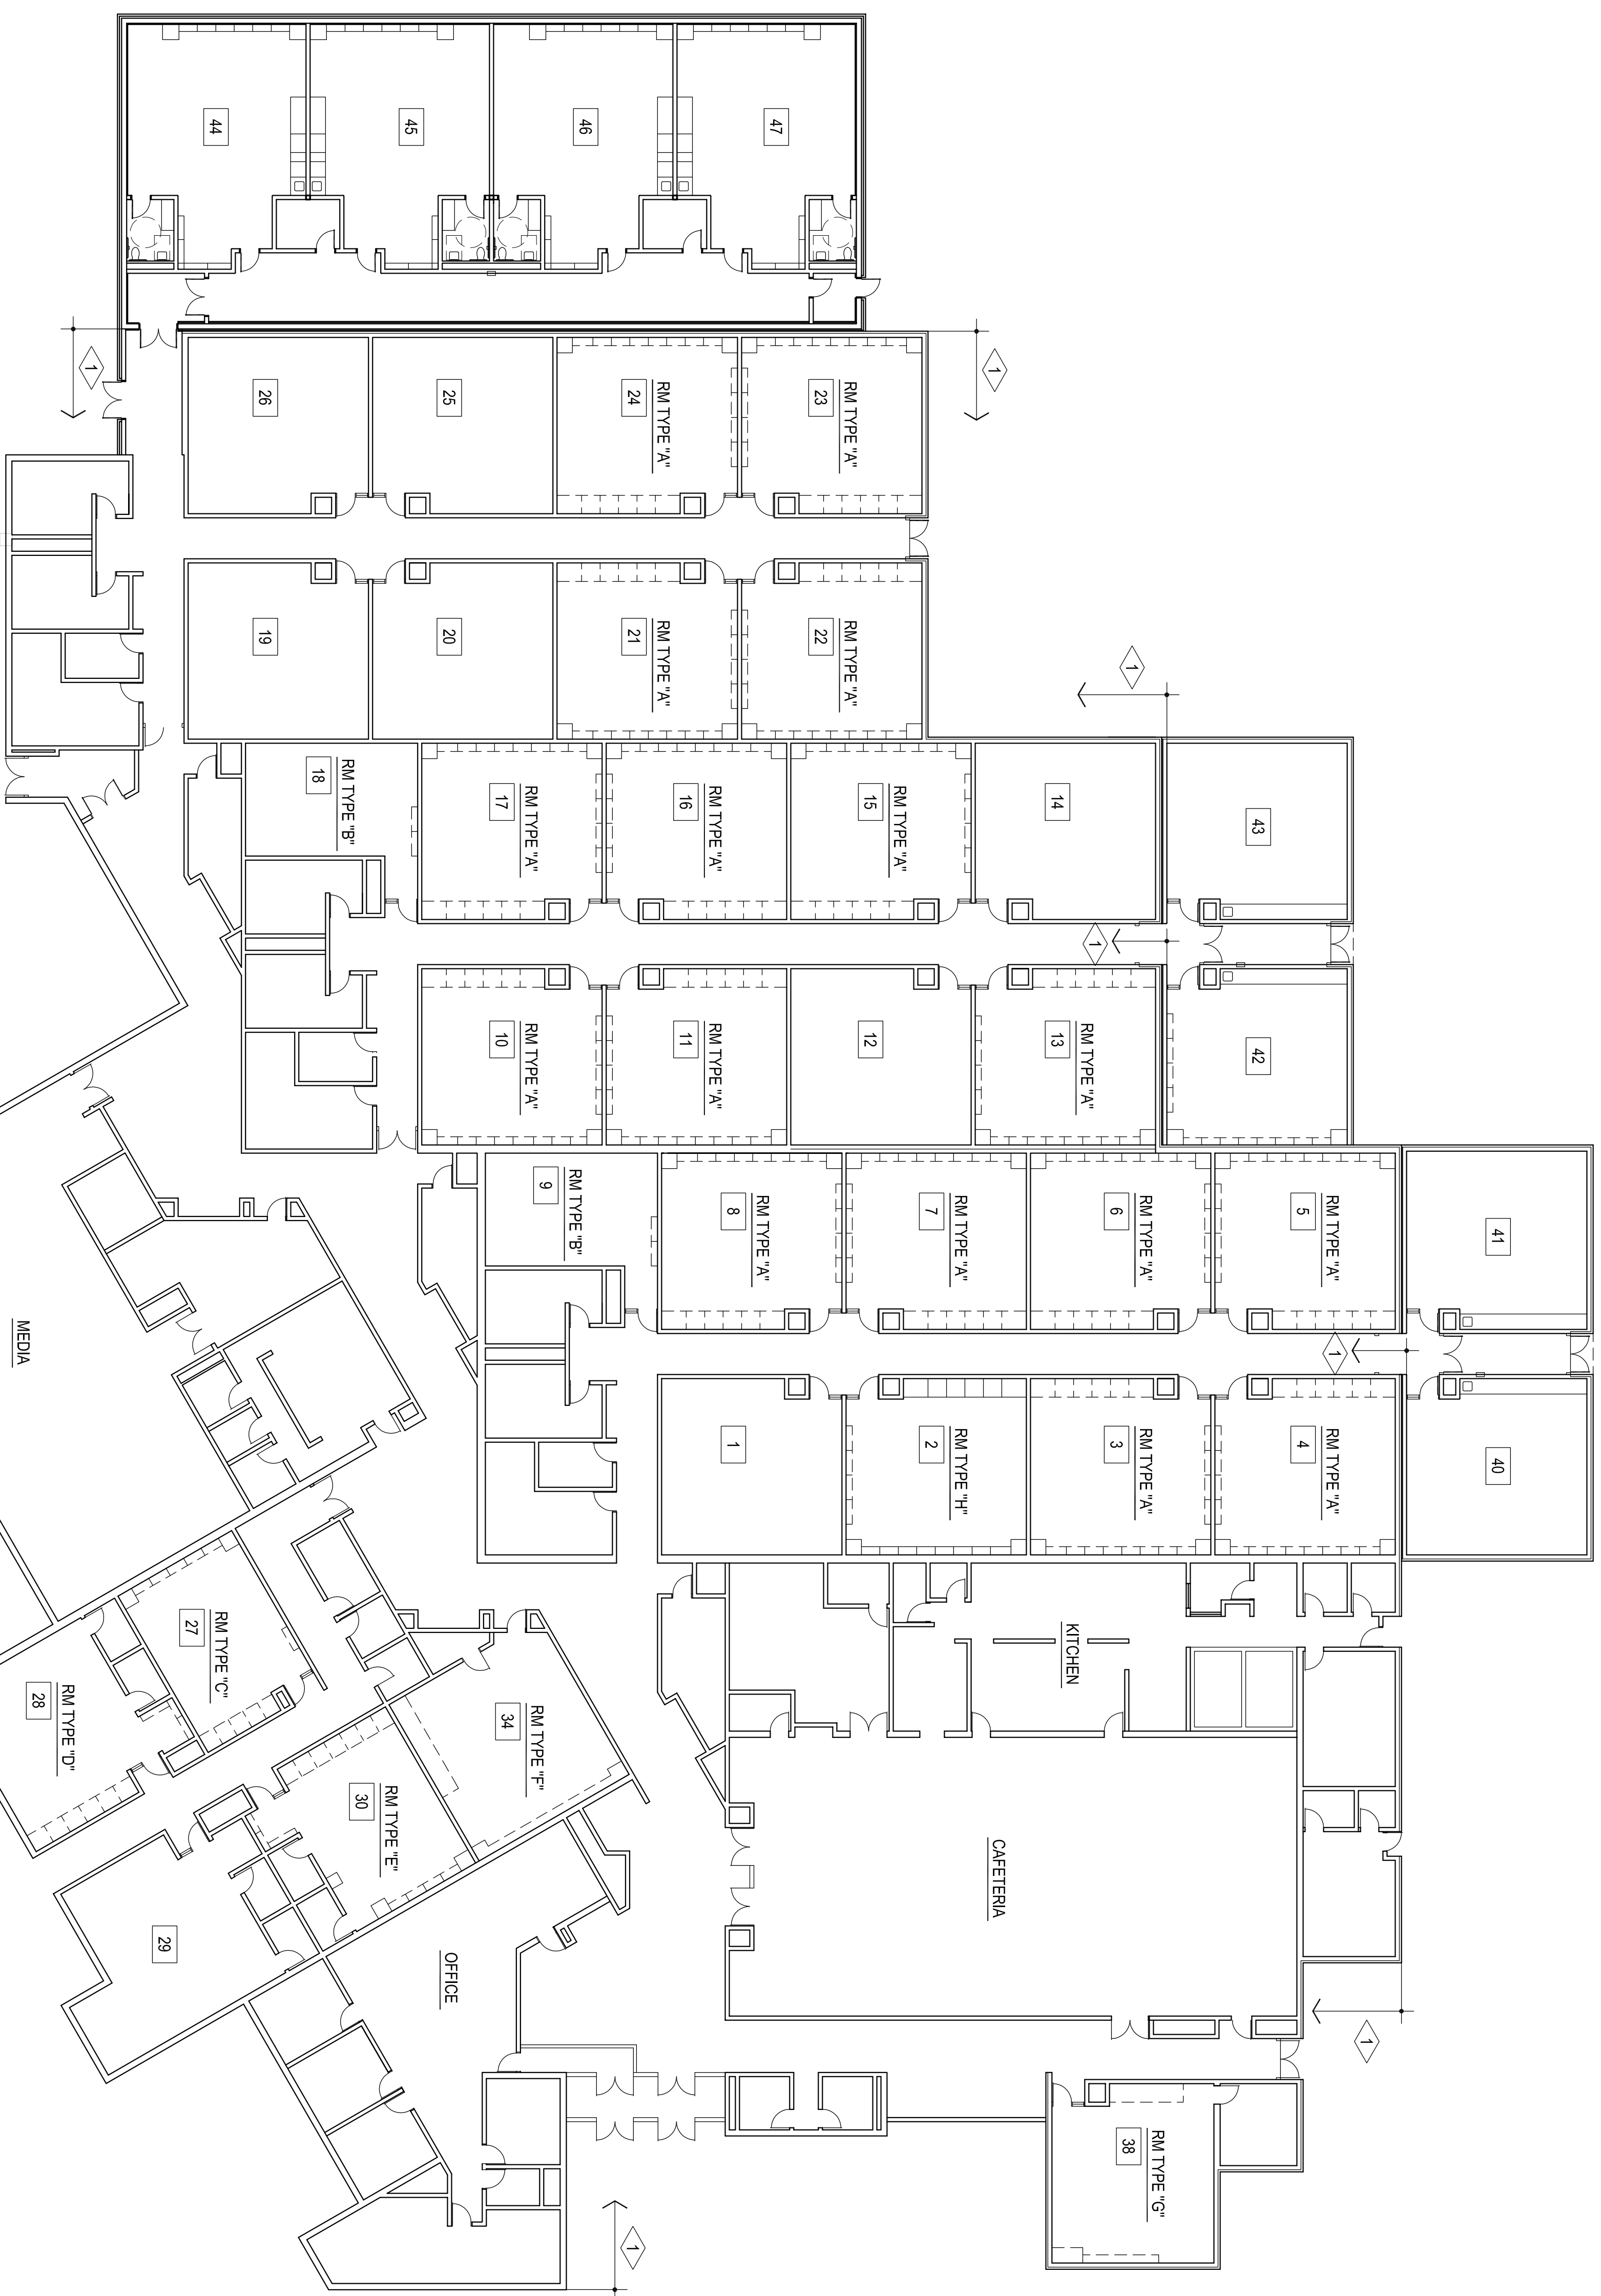 44
45
46
47
1
1
26
25
24
RM TYPE "A"
23
RM TYPE "A"
19
20
21
RM TYPE "A"
22
RM TYPE "A"
1
18
RM TYPE "B"
17
RM TYPE "A"
16
RM TYPE "A"
15
RM TYPE "A"
14
43
1
10
RM TYPE "A"
11
RM TYPE "A"
12
13
RM TYPE "A"
42
9
RM TYPE "B"
8
RM TYPE "A"
7
RM TYPE "A"
6
RM TYPE "A"
5
RM TYPE "A"
41
1
MEDIA
1
2
RM TYPE "H"
3
RM TYPE "A"
4
RM TYPE "A"
40
27
RM TYPE "C"
28
RM TYPE "D"
34
RM TYPE "F"
30
RM TYPE "E"
29
KITCHEN
CAFETERIA
OFFICE
1
38
RM TYPE "G"
1